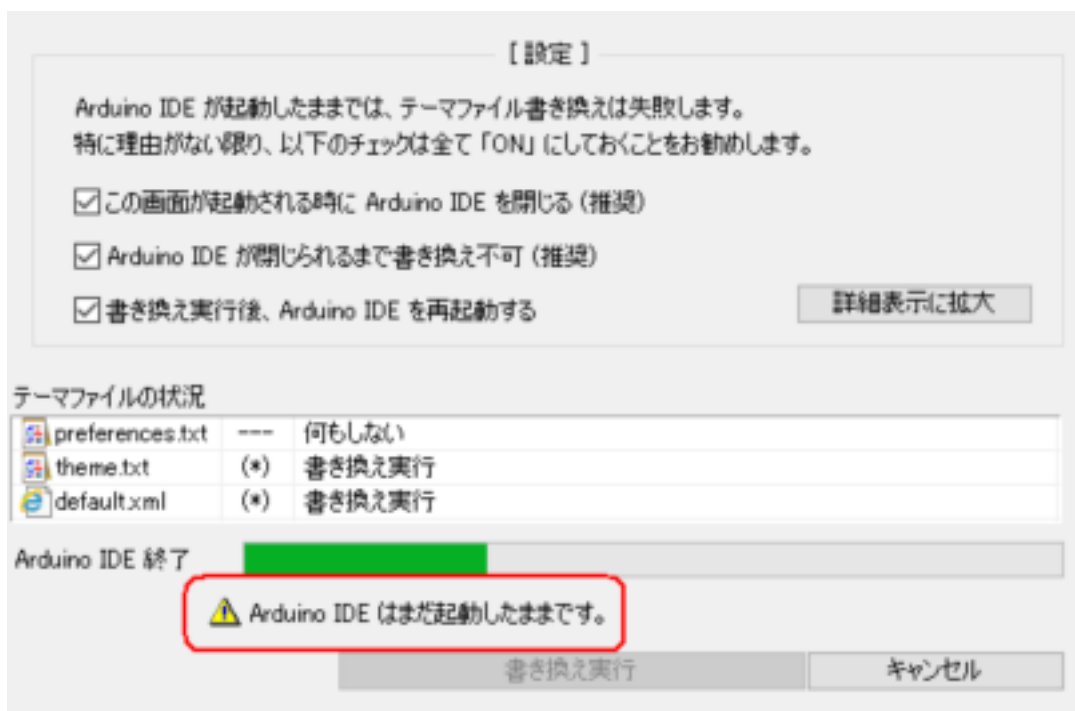 [ 設定 ]
Arduino IDE が起動したままでは、テーマファイル書き換えは失敗します。
特に理由がない限り、以下のチェックは全て「ON」にしておくことをお勧めします。
この画面が起動される時に Arduino IDE を閉じる (推奨)
Arduino IDE が閉じられるまで書き換え不可 (推奨)
書き換え実行後、Arduino IDE を再起動する
詳細表示に拡大
テーマファイルの状況
preferences.txt --- 何もしない
theme.txt (*) 書き換え実行
default.xml (*) 書き換え実行
Arduino IDE 終了
Arduino IDE はまだ起動したままです。
書き換え実行 キャンセル